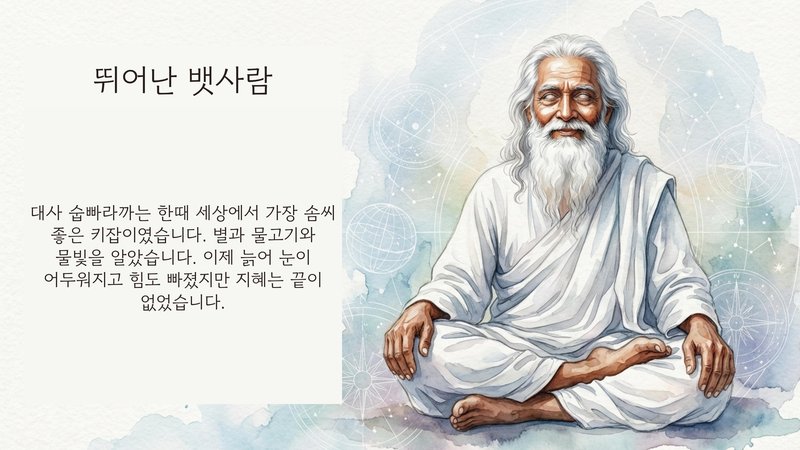 뛰어난 뱃사람
대사 숩빠라까는 한때 세상에서 가장 솜씨
좋은 키잡이였습니다. 별과 물고기와
물빛을 알았습니다. 이제 늙어 눈이
어두워지고 힘도 빠졌지만 지혜는 끝이
없었습니다.